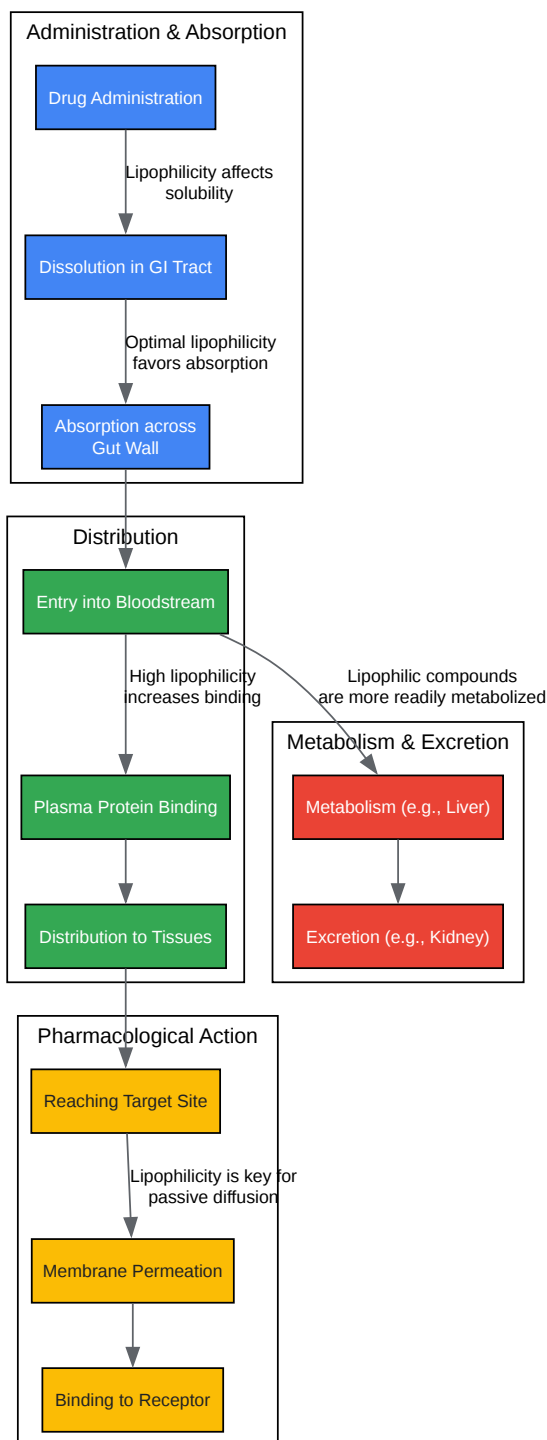 Administration & Absorption
Drug Administration
Lipophilicity affects
solubility
Dissolution in GI Tract
Optimal lipophilicity
favors absorption
Absorption across
Gut Wall
Distribution
Entry into Bloodstream
High lipophilicity
increases binding
Lipophilic compounds
are more readily metabolized
Metabolism & Excretion
Plasma Protein Binding
Metabolism (e.g., Liver)
Distribution to Tissues
Excretion (e.g., Kidney)
Pharmacological Action
Reaching Target Site
Lipophilicity is key for
passive diffusion
Membrane Permeation
Binding to Receptor